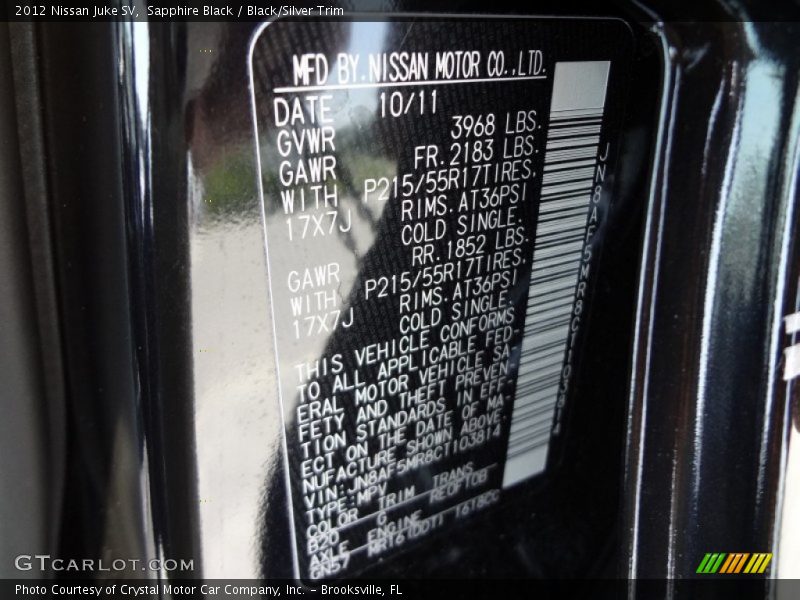 2012 Nissan Juke SV, Sapphire Black / Black/Silver Trim
MFD BY.NISSAN MOTOR CO.,LTD.
DATE 10/11
GVWR 3968 LBS.
GAWR FR.2183 LBS.
WITH P215/55R17TIRES.
17X7J RIMS.AT36PSI
COLD SINGLE.
GAWR RR.1852 LBS.
WITH P215/55R17TIRES.
17X7J RIMS.AT36PSI
COLD SINGLE.
THIS VEHICLE CONFORMS
TO ALL APPLICABLE FED-
ERAL MOTOR VEHICLE SA-
FETY AND THEFT PREVEN-
TION STANDARDS IN EFF-
ECT ON THE DATE OF MA-
NUFACTURE SHOWN ABOVE.
VIN:JN8AF5MR8CT103814
TYPE:MPV
COLOR TRIM TRANS
B20 G RE0F10B
AXLE ENGINE
GK57 MR16DDT 1618CC
JN8AF5MR8CT103814
GTCARLOT.COM
Photo Courtesy of Crystal Motor Car Company, Inc. – Brooksville, FL